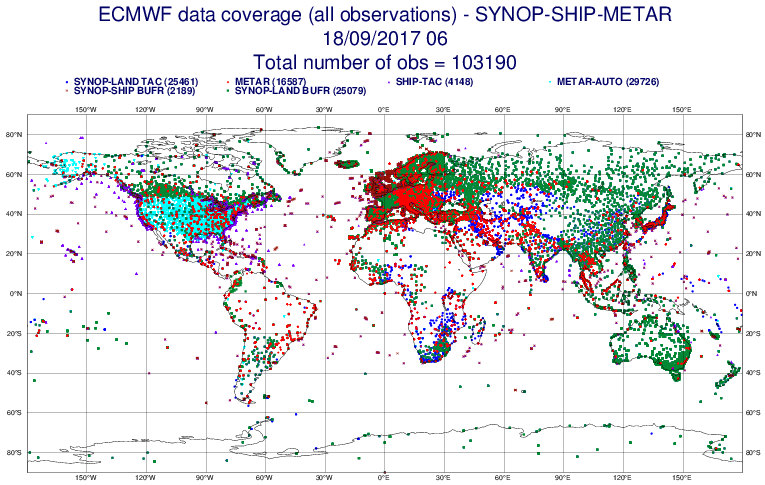 ECMWF data coverage (all observations) - SYNOP-SHIP-METAR
18/09/2017 06
Total number of obs = 103190
SYNOP-LAND TAC (25461) METAR (16587) SHIP-TAC (4148) METAR-AUTO (29726)
SYNOP-SHIP BUFR (2189) SYNOP-LAND BUFR (25079)
150°W 120°W 90°W 60°W 30°W 0°E 30°E 60°E 90°E 120°E 150°E
80°N 80°N
60°N 60°N
40°N 40°N
20°N 20°N
0°N 0°N
20°S 20°S
40°S 40°S
60°S 60°S
80°S 80°S
150°W 120°W 90°W 60°W 30°W 0°E 30°E 60°E 90°E 120°E 150°E